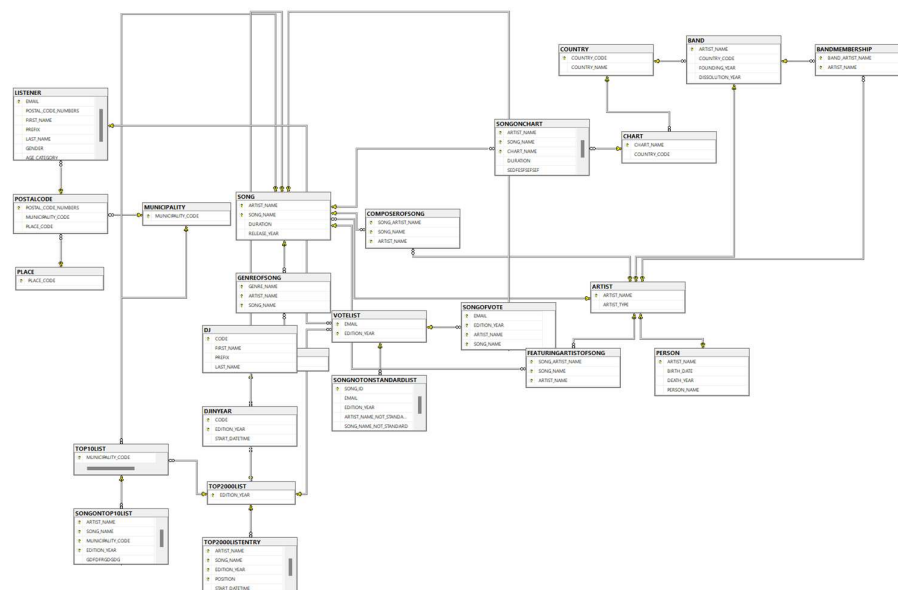 BAND
ARTIST_NAME
COUNTRY_CODE
FOUNDING_YEAR
DISSOLUTION_YEAR
COUNTRY
COUNTRY_CODE
COUNTRY_NAME
BANDMEMBERSHIP
BAND_ARTIST_NAME
ARTIST_NAME
LISTENER
EMAIL
POSTAL_CODE_NUMBERS
FIRST_NAME
PREFIX
LAST_NAME
GENDER
AGE_CATEGORY
SONGONCHART
ARTIST_NAME
SONG_NAME
CHART_NAME
DURATION
CHART
CHART_NAME
COUNTRY_CODE
POSTALCODE
POSTAL_CODE_NUMBERS
MUNICIPALITY_CODE
PLACE_CODE
MUNICIPALITY
MUNICIPALITY_CODE
SONG
ARTIST_NAME
SONG_NAME
DURATION
RELEASE_YEAR
COMPOSEROFSONG
SONG_ARTIST_NAME
SONG_NAME
ARTIST_NAME
PLACE
PLACE_CODE
GENREOFSONG
GENRE_NAME
ARTIST_NAME
SONG_NAME
ARTIST
ARTIST_NAME
ARTIST_TYPE
VOTELIST
EMAIL
EDITION_YEAR
SONGOFVOTE
EMAIL
EDITION_YEAR
ARTIST_NAME
SONG_NAME
DJ
CODE
FIRST_NAME
PREFIX
LAST_NAME
FEATURINGARTISTOFSONG
SONG_ARTIST_NAME
SONG_NAME
ARTIST_NAME
PERSON
ARTIST_NAME
BIRTH_DATE
DEATH_YEAR
PERSON_NAME
SONGNOTONSTANDARDLIST
SONG_ID
EMAIL
EDITION_YEAR
ARTIST_NAME_NOT_STANDA...
SONG_NAME_NOT_STANDARD
DJINYEAR
CODE
EDITION_YEAR
START_DATETIME
TOP10LIST
MUNICIPALITY_CODE
TOP2000LIST
EDITION_YEAR
SONGONTOP10LIST
ARTIST_NAME
SONG_NAME
MUNICIPALITY_CODE
EDITION_YEAR
TOP2000LISTENTRY
ARTIST_NAME
SONG_NAME
EDITION_YEAR
POSITION
START_DATETIME